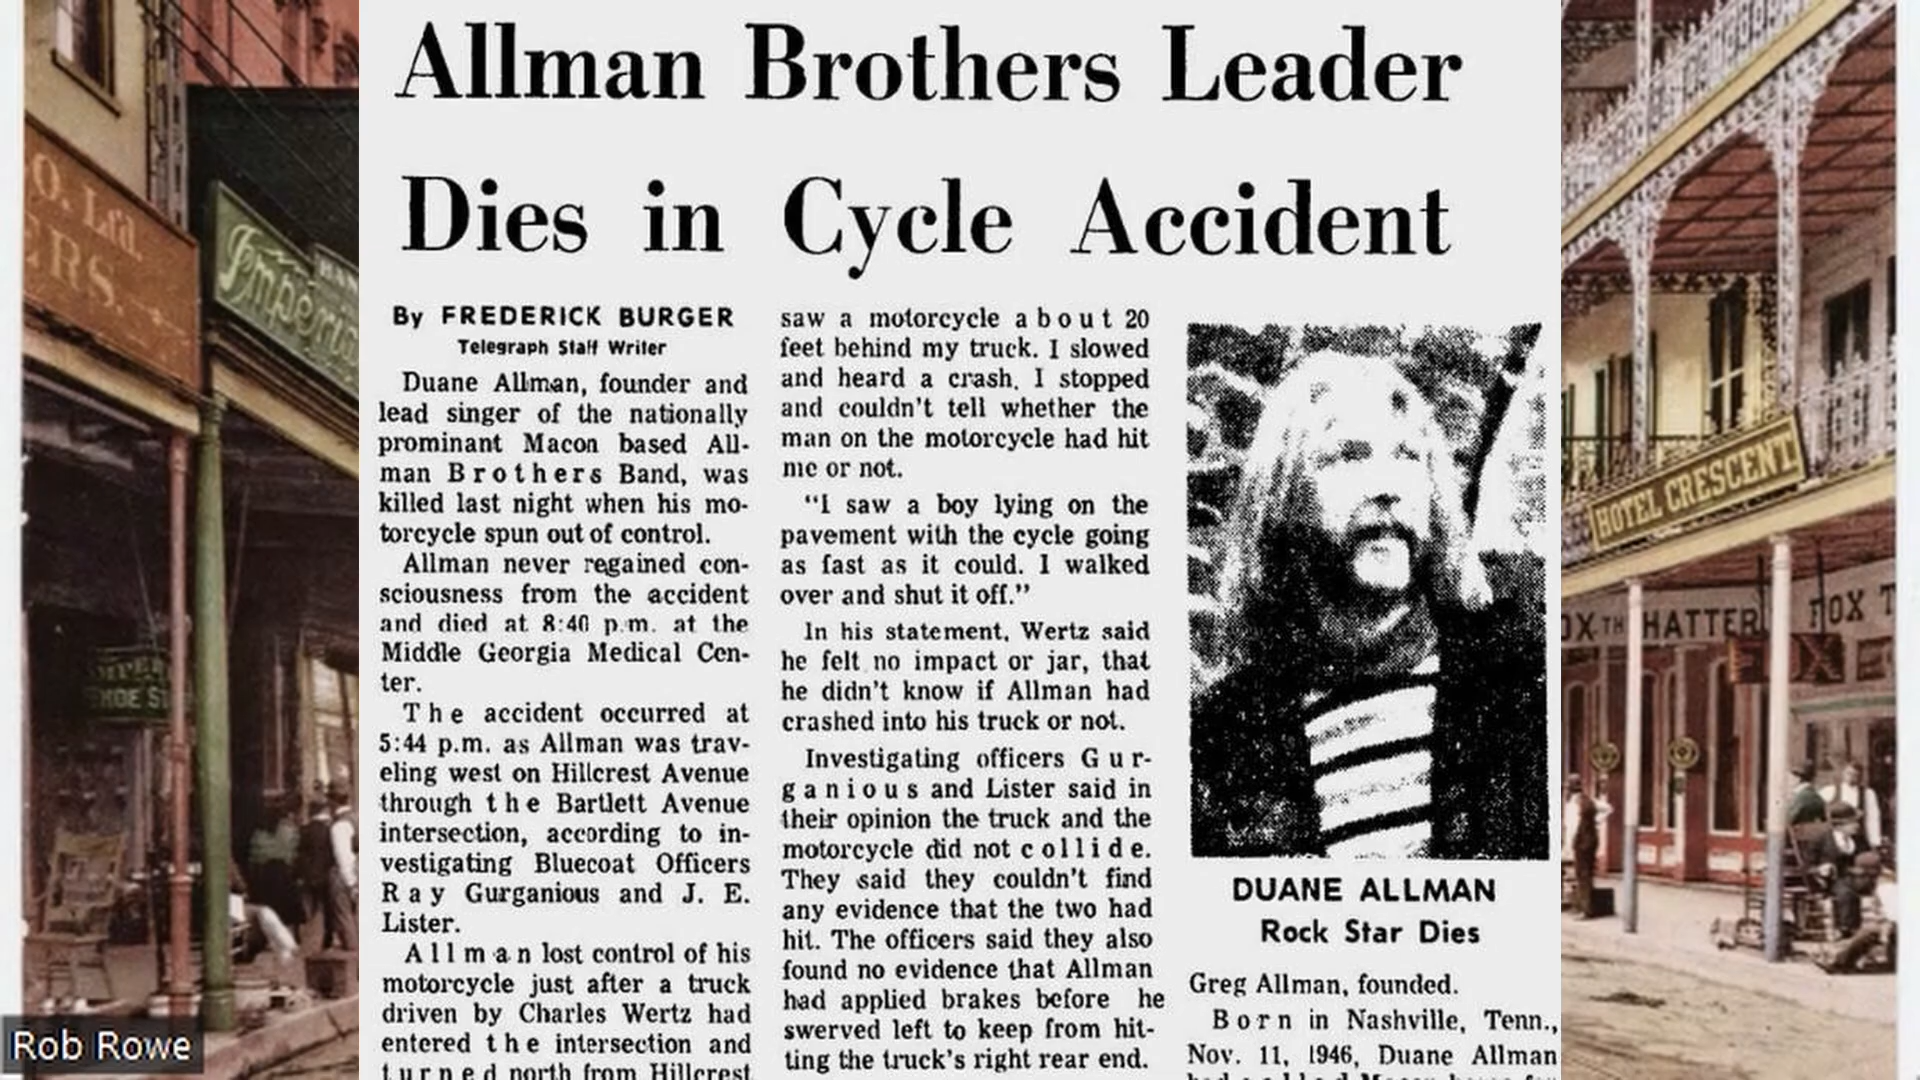 Allman Brothers Leader
Dies in Cycle Accident
By FREDERICK BURGER
Telegraph Staff Writer
Duane Allman, founder and
lead singer of the nationally
prominant Macon based All-
man Brothers Band, was
killed last night when his mo-
torcycle spun out of control.
Allman never regained con-
sciousness from the accident
and died at 8:40 p.m. at the
Middle Georgia Medical Cen-
ter.
The accident occurred at
5:44 p.m. as Allman was trav-
eling west on Hillcrest Avenue
through the Bartlett Avenue
intersection, according to in-
vestigating Bluecoat Officers
Ray Gurganious and J. E.
Lister.
Allman lost control of his
motorcycle just after a truck
driven by Charles Wertz had
entered the intersection and
turned north from Hillcrest
saw a motorcycle about 20
feet behind my truck. I slowed
and heard a crash. I stopped
and couldn't tell whether the
man on the motorcycle had hit
me or not.
"I saw a boy lying on the
pavement with the cycle going
as fast as it could. I walked
over and shut it off."
In his statement, Wertz said
he felt no impact or jar, that
he didn't know if Allman had
crashed into his truck or not.
Investigating officers Gur-
ganious and Lister said in
their opinion the truck and the
motorcycle did not collide.
They said they couldn't find
any evidence that the two had
hit. The officers said they also
found no evidence that Allman
had applied brakes before he
swerved left to keep from hit-
ting the truck's right rear end.
DUANE ALLMAN
Rock Star Dies
Greg Allman, founded.
Born in Nashville, Tenn.,
Nov. 11, 1946, Duane Allman
O. Ltd.
ERS.
Imperia
SHOE S
HOTEL CRESCENT
OX TH HATTER
FOX T
Rob Rowe